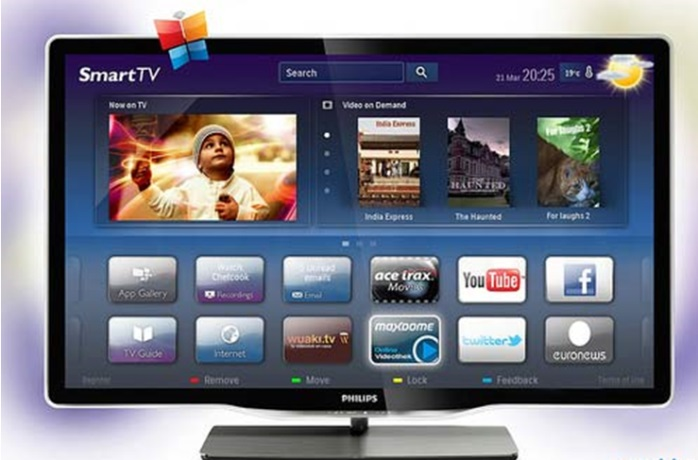 SmartTV
Search
21 Mar 20:25
19°c
Now on TV
Video on Demand
India Express
HAUNTED
For laughs 2
India Express
The Haunted
For laughs 2
App Gallery
Watch
Chefcook
Recordings
unread
emails
Email
ace trax.
Movies
YouTube
f
TV Guide
Internet
wuaki.tv
maxdome
Online
Videothek
twitter
euronews
Register
Remove
Move
Lock
Feedback
Terms of Use
PHILIPS